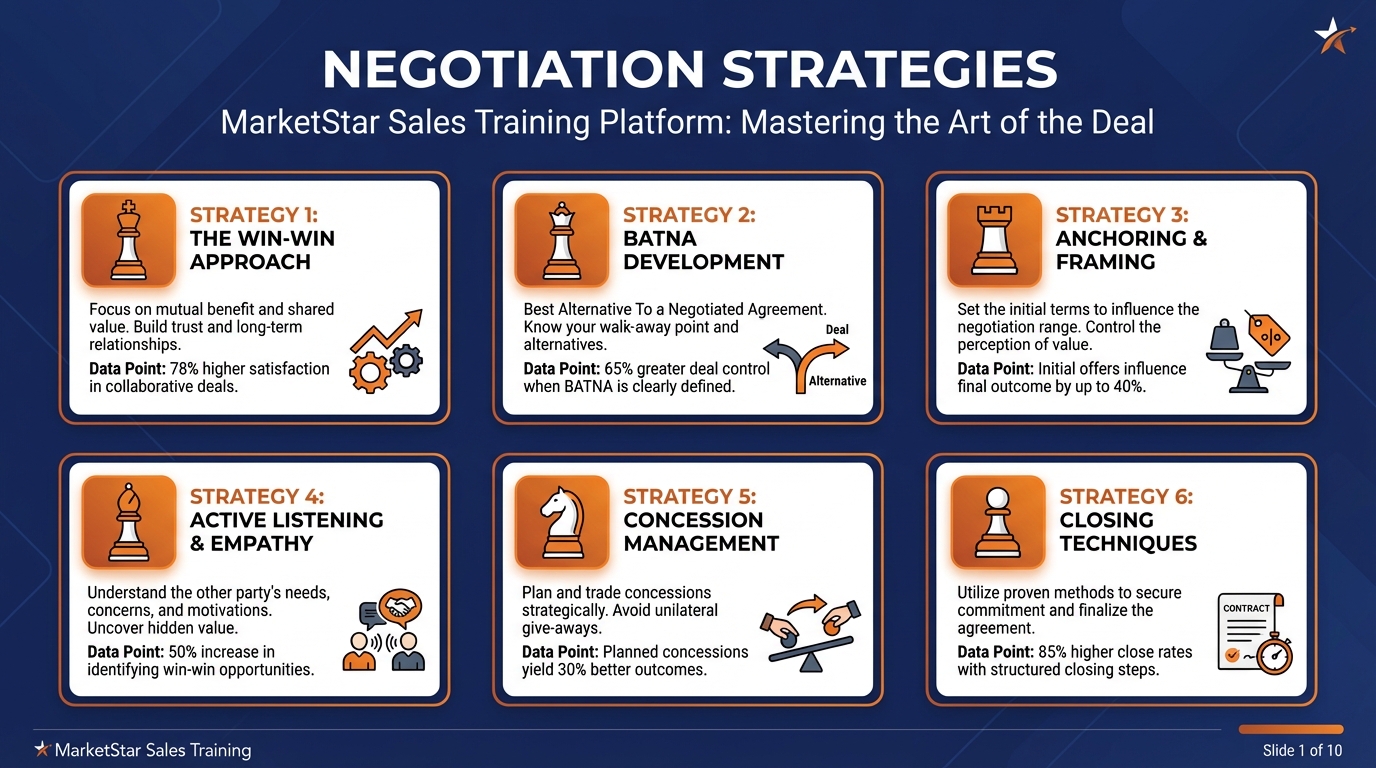 NEGOTIATION STRATEGIES
MarketStar Sales Training Platform: Mastering the Art of the Deal
STRATEGY 1:
THE WIN-WIN
APPROACH
Focus on mutual benefit and shared
value. Build trust and long-term
relationships.
Data Point: 78% higher satisfaction
in collaborative deals.
STRATEGY 2:
BATNA
DEVELOPMENT
Best Alternative To a Negotiated Agreement.
Know your walk-away point and
alternatives.
Data Point: 65% greater deal control
when BATNA is clearly defined.
Deal
Alternative
STRATEGY 3:
ANCHORING &
FRAMING
Set the initial terms to influence the
negotiation range. Control the
perception of value.
Data Point: Initial offers influence
final outcome by up to 40%.
%
STRATEGY 4:
ACTIVE LISTENING
& EMPATHY
Understand the other party's needs,
concerns, and motivations.
Uncover hidden value.
Data Point: 50% increase in
identifying win-win opportunities.
STRATEGY 5:
CONCESSION
MANAGEMENT
Plan and trade concessions
strategically. Avoid unilateral
give-aways.
Data Point: Planned concessions
yield 30% better outcomes.
STRATEGY 6:
CLOSING
TECHNIQUES
Utilize proven methods to secure
commitment and finalize the
agreement.
Data Point: 85% higher close rates
with structured closing steps.
CONTRACT
MarketStar Sales Training
Slide 1 of 10